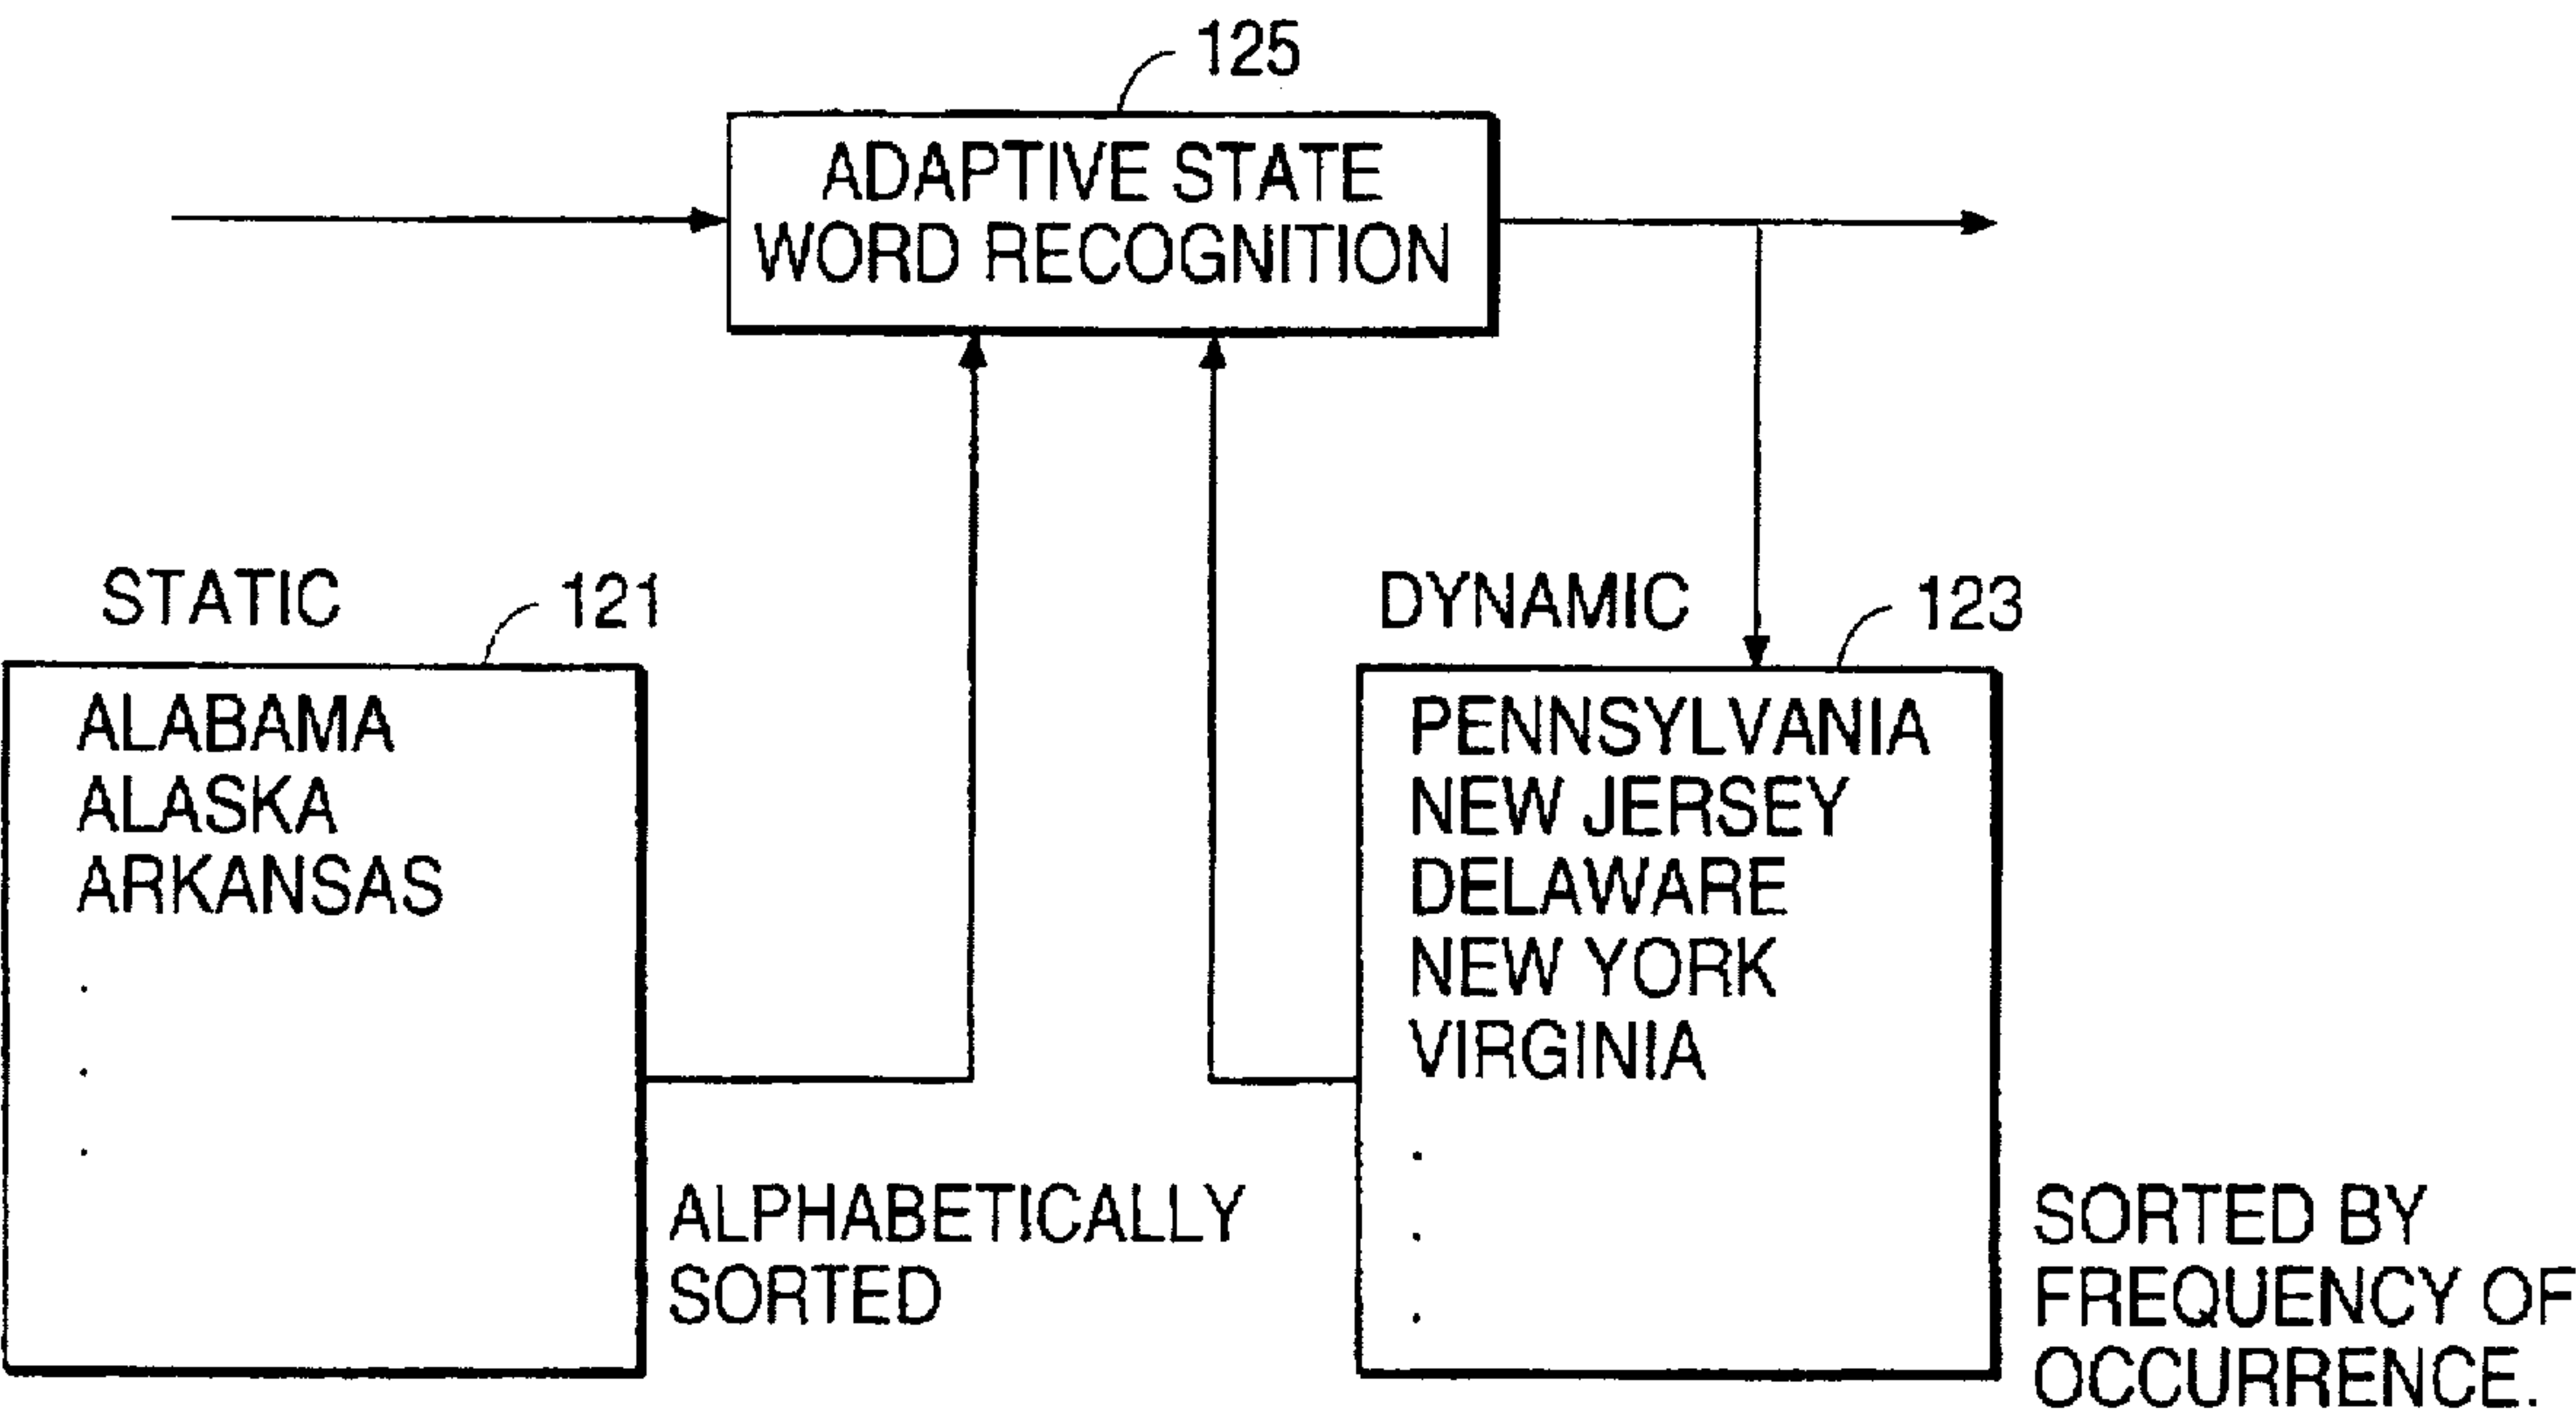 125
ADAPTIVE STATE
WORD RECOGNITION
STATIC
121
ALABAMA
ALASKA
ARKANSAS
.
.
.
ALPHABETICALLY
SORTED
DYNAMIC
123
PENNSYLVANIA
NEW JERSEY
DELAWARE
NEW YORK
VIRGINIA
.
.
.
SORTED BY
FREQUENCY OF
OCCURRENCE.